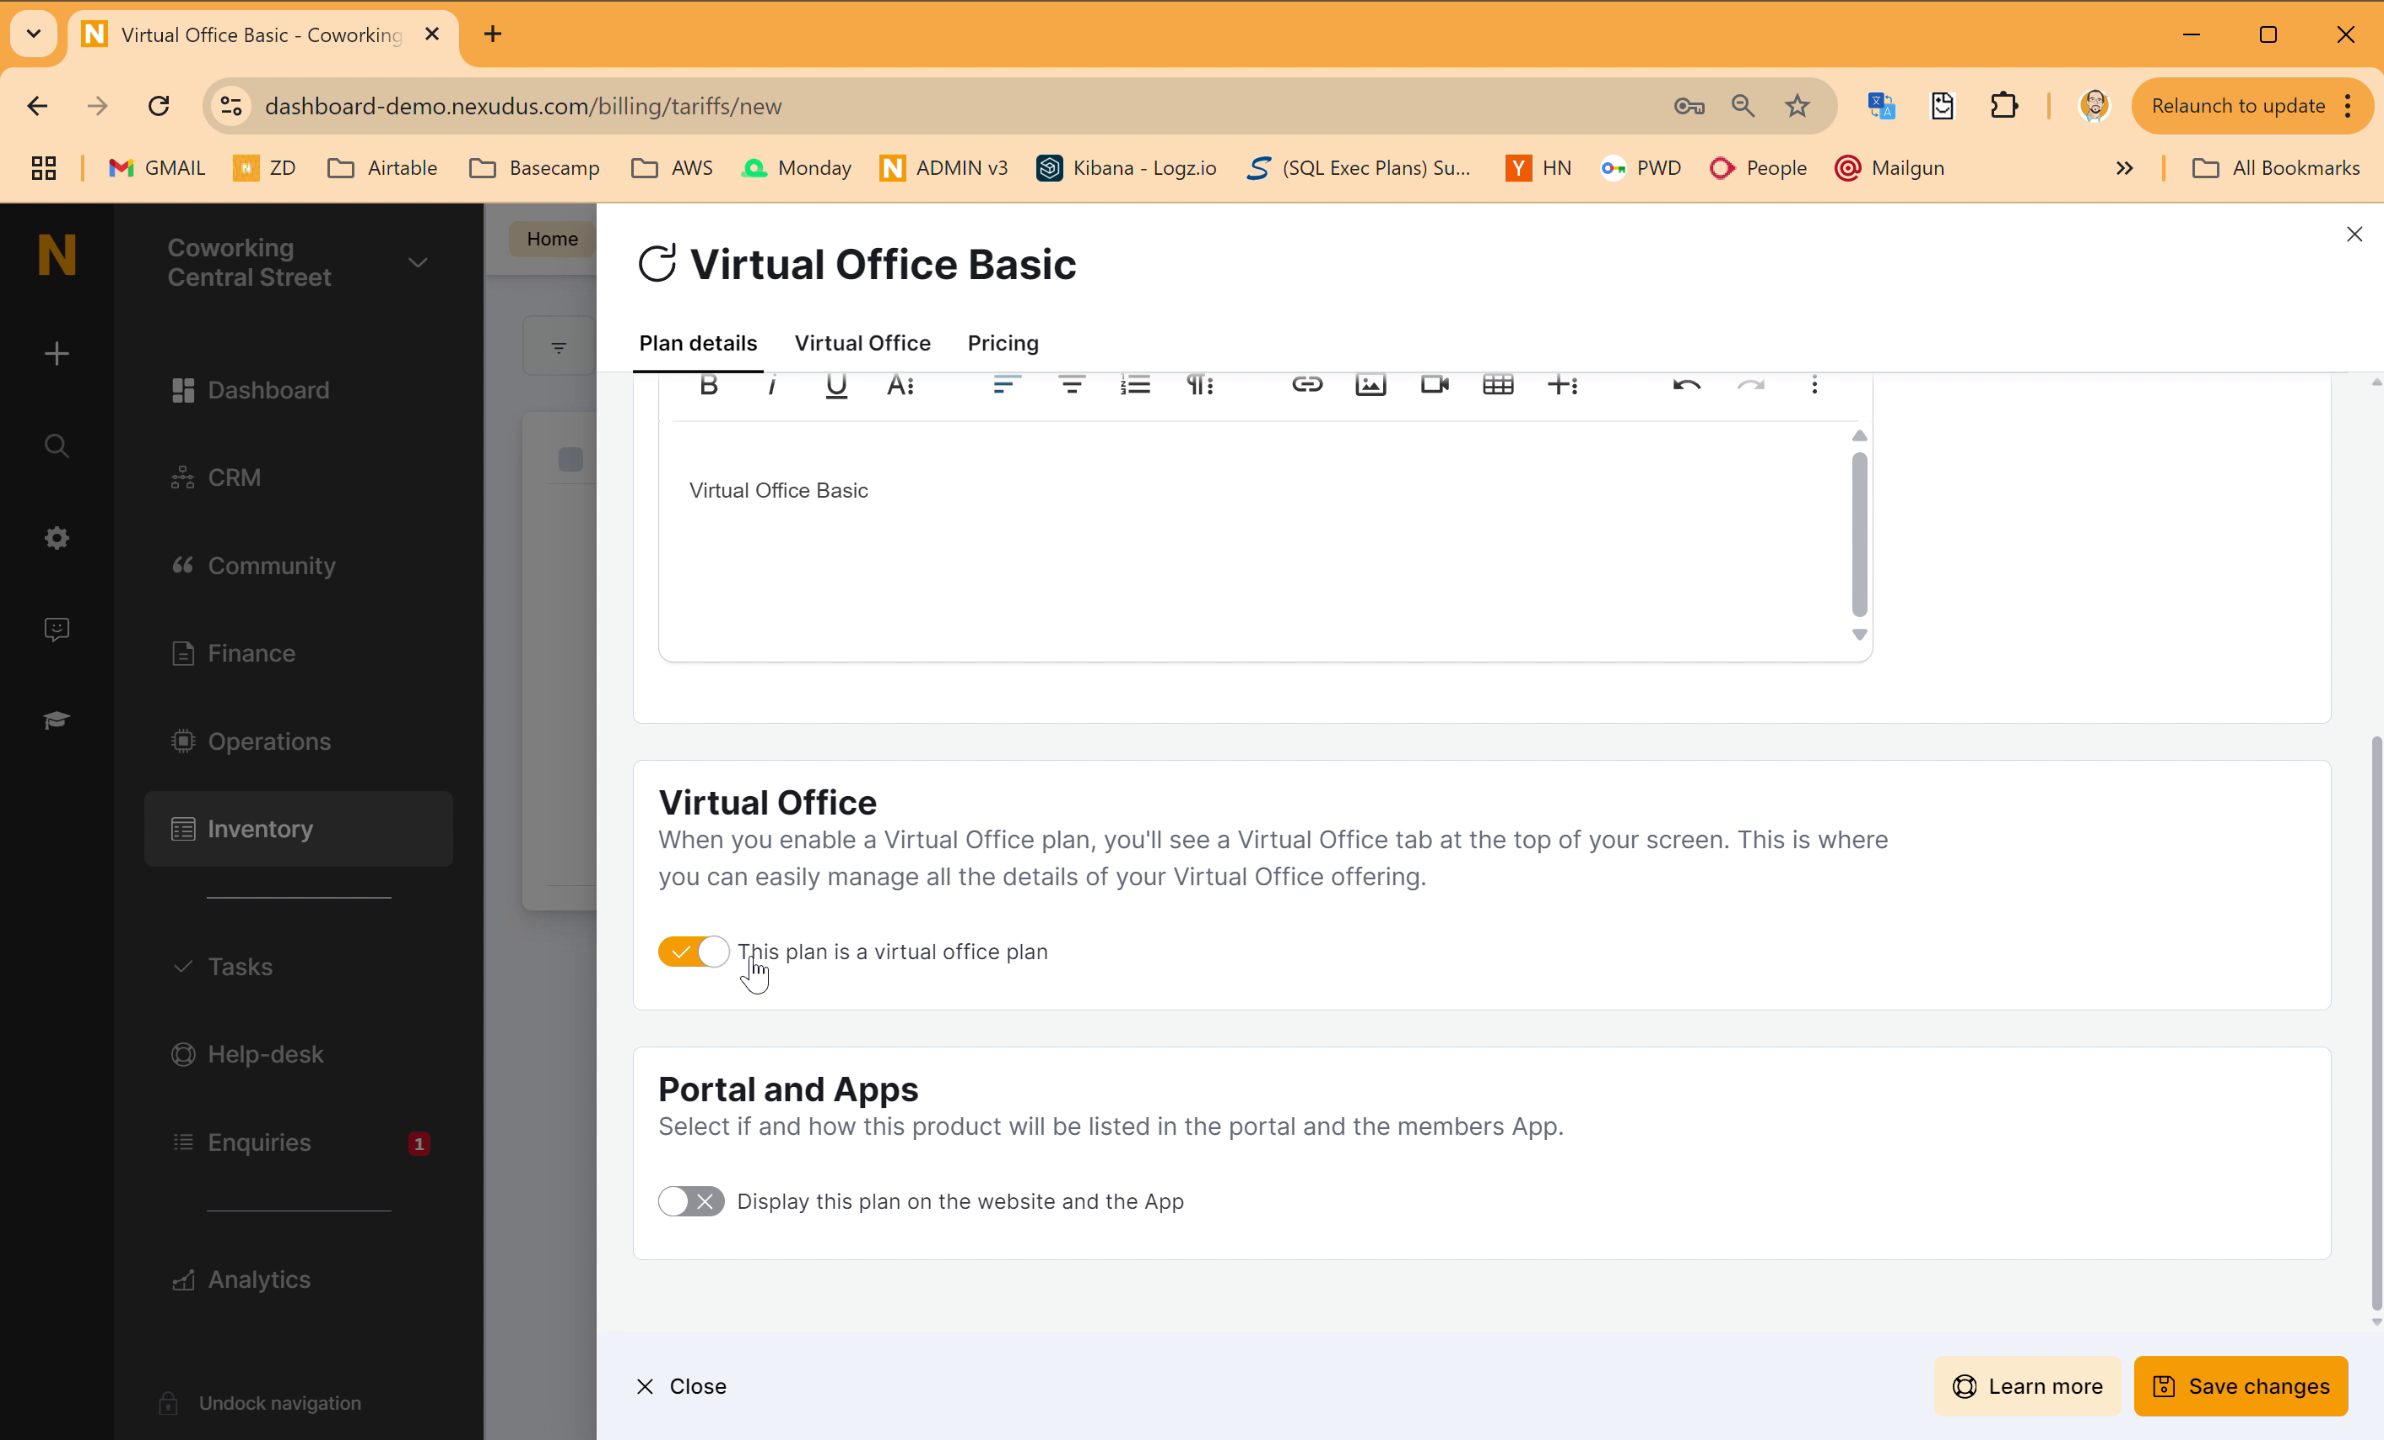 Virtual Office Basic - Coworking
dashboard-demo.nexudus.com/billing/tariffs/new
Relaunch to update
GMAIL
ZD
Airtable
Basecamp
AWS
Monday
ADMIN v3
Kibana - Logz.io
(SQL Exec Plans) Su...
HN
PWD
People
Mailgun
All Bookmarks
Coworking
Central Street
Dashboard
CRM
Community
Finance
Operations
Inventory
Tasks
Help-desk
Enquiries
1
Analytics
Undock navigation
Home
Virtual Office Basic
Plan details
Virtual Office
Pricing
Virtual Office Basic
Virtual Office
When you enable a Virtual Office plan, you'll see a Virtual Office tab at the top of your screen. This is where
you can easily manage all the details of your Virtual Office offering.
This plan is a virtual office plan
Portal and Apps
Select if and how this product will be listed in the portal and the members App.
Display this plan on the website and the App
Close
Learn more
Save changes